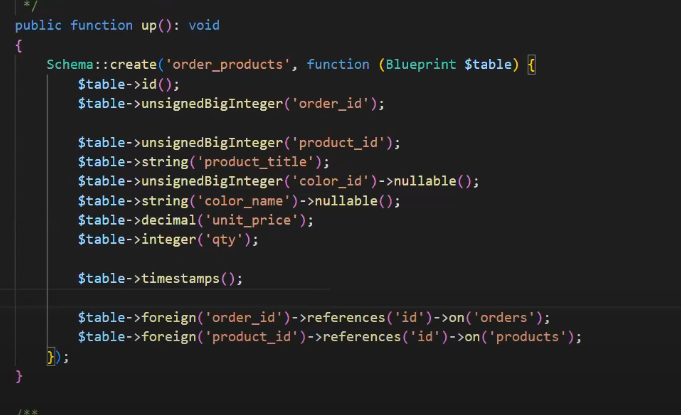 */
public function up(): void
{
Schema::create('order_products', function (Blueprint $table) {
$table->id();
$table->unsignedBigInteger('order_id');
$table->unsignedBigInteger('product_id');
$table->string('product_title');
$table->unsignedBigInteger('color_id')->nullable();
$table->string('color_name')->nullable();
$table->decimal('unit_price');
$table->integer('qty');
$table->timestamps();
$table->foreign('order_id')->references('id')->on('orders');
$table->foreign('product_id')->references('id')->on('products');
});
}
/**